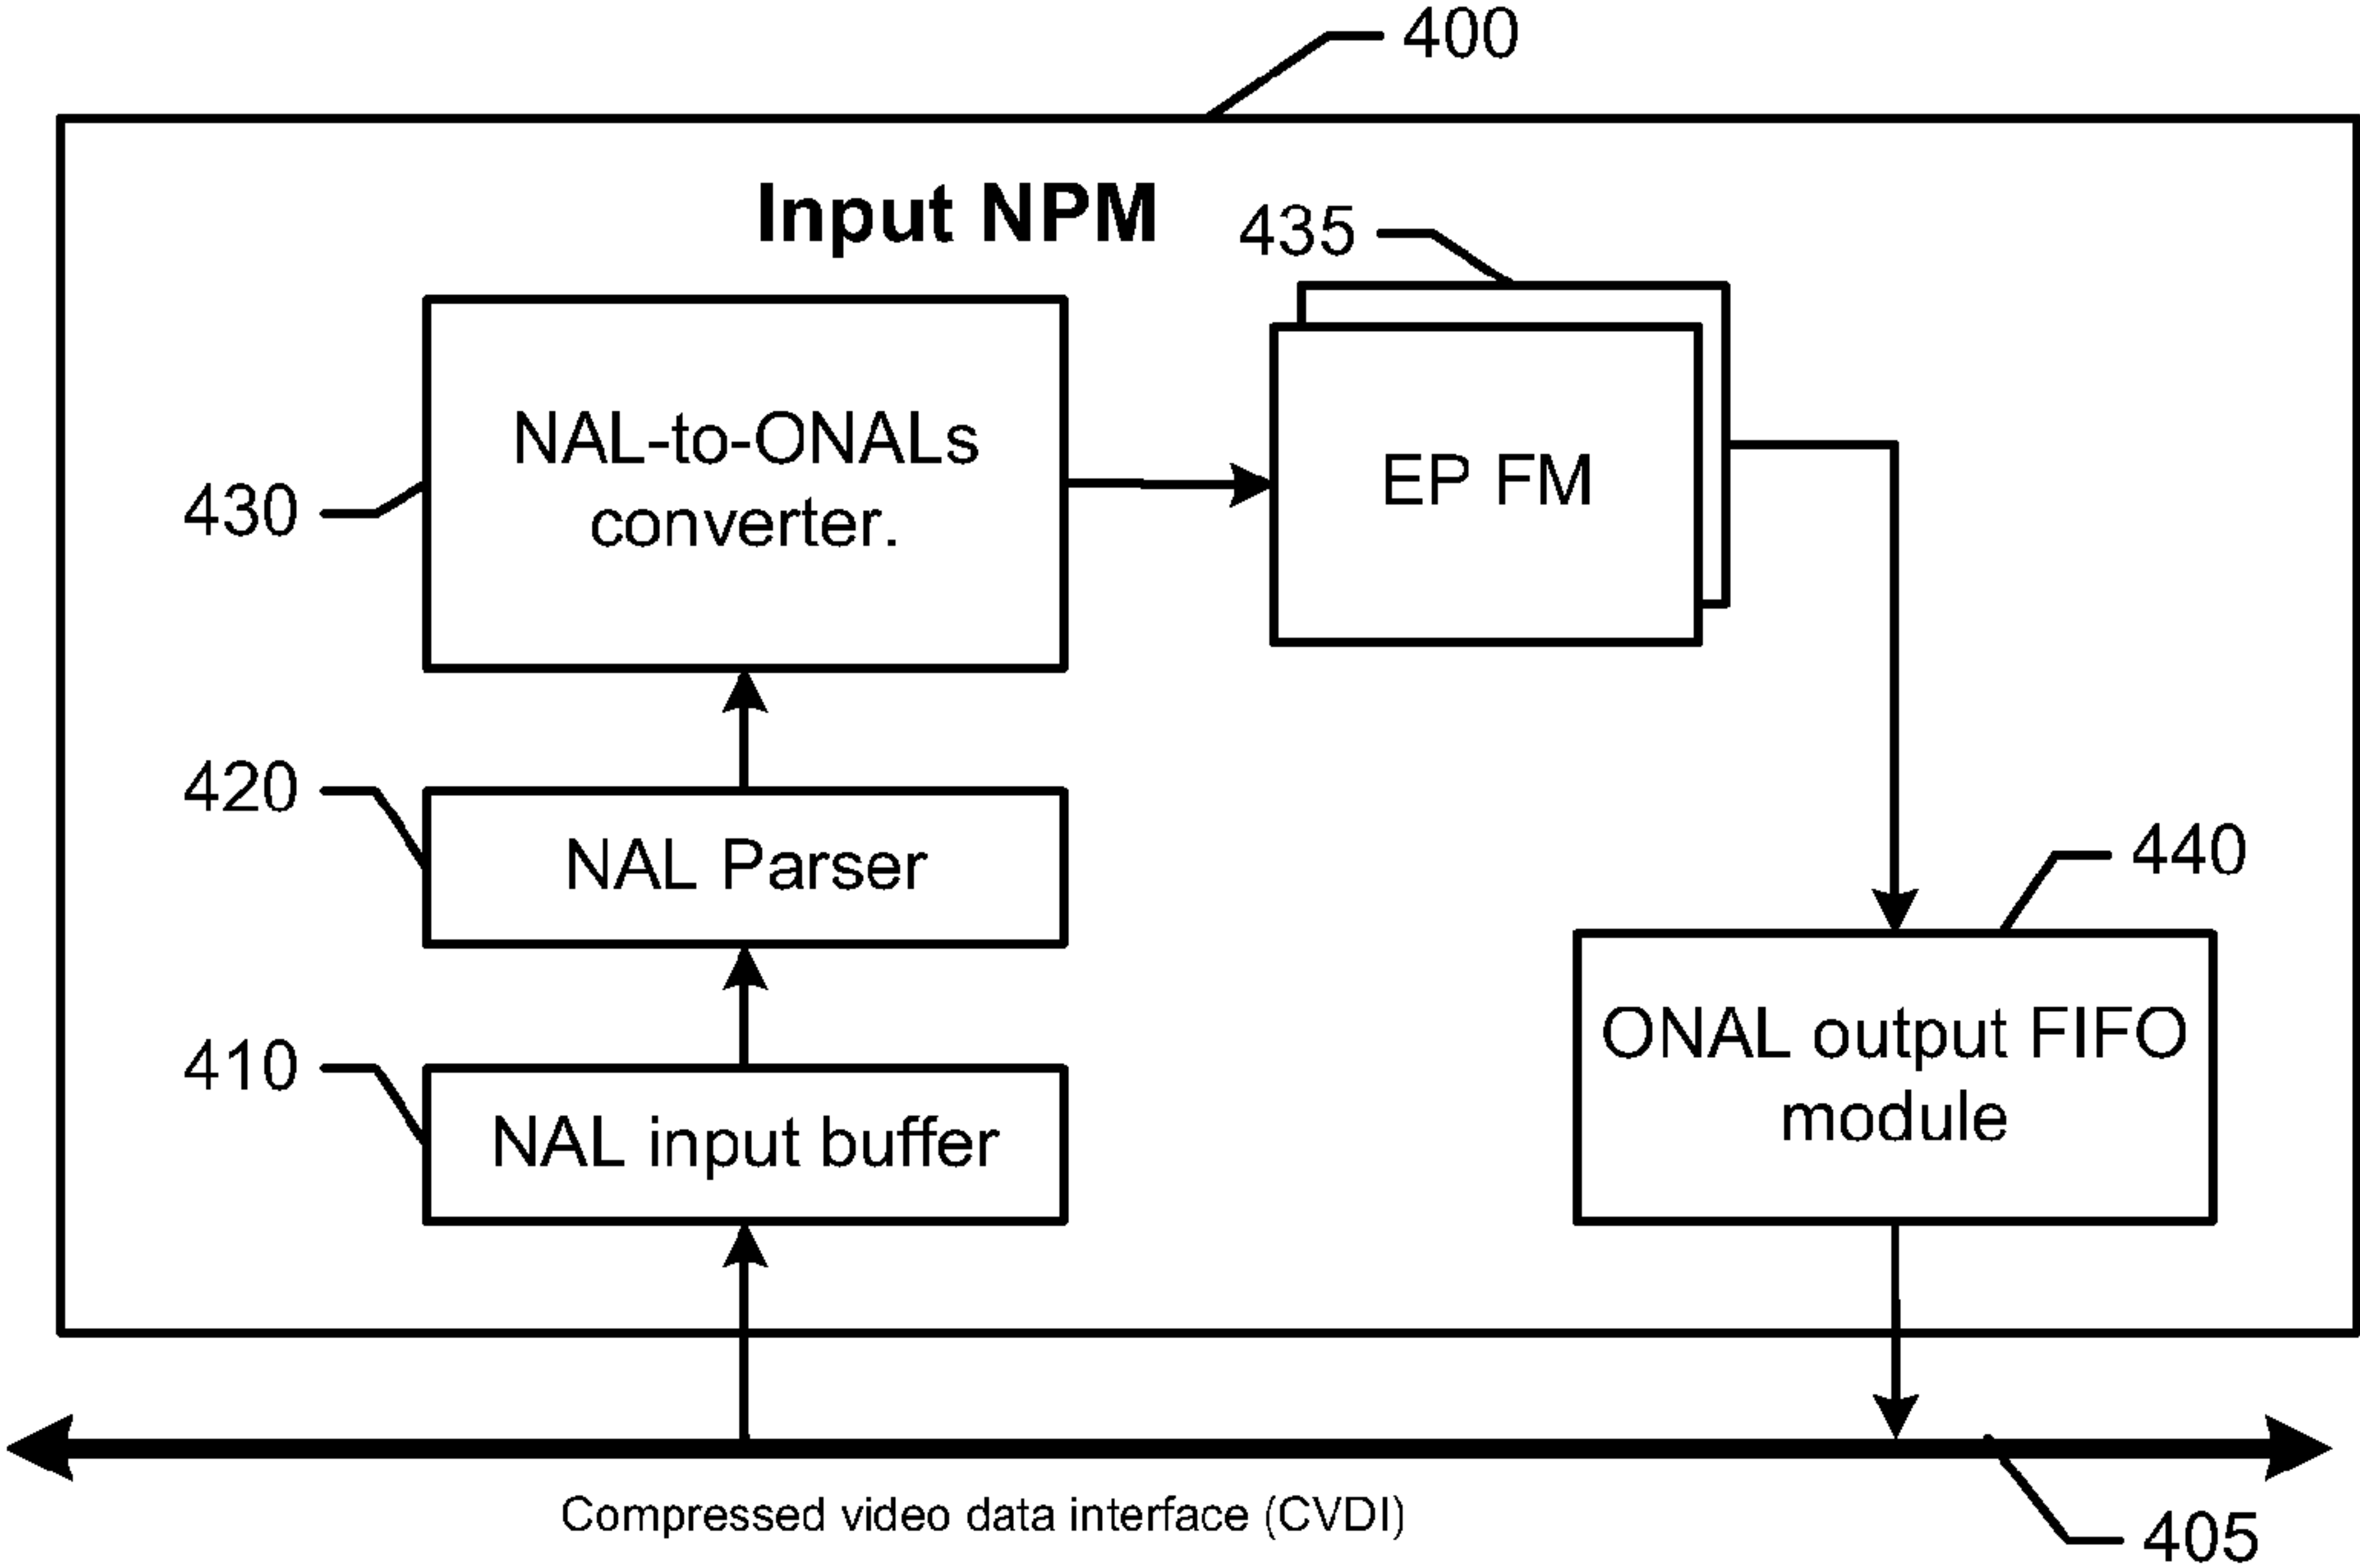 400
Input NPM
435
NAL-to-ONALs
converter.
EP FM
430
420
NAL Parser
440
410
NAL input buffer
ONAL output FIFO
module
Compressed video data interface (CVDI)
405